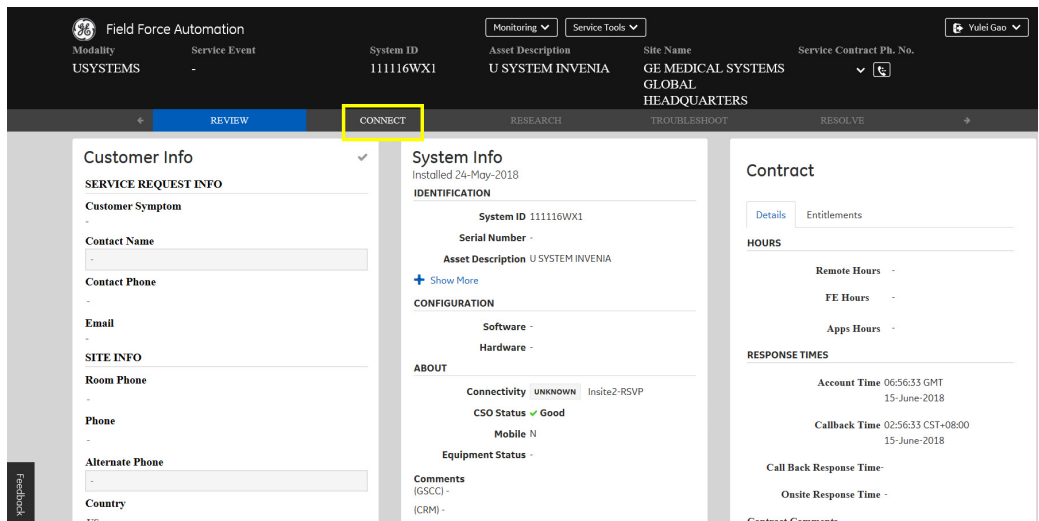 Field Force Automation
Monitoring
Service Tools
Yulei Gao
Modality
Service Event
System ID
Asset Description
Site Name
Service Contract Ph. No.
USYSTEMS
-
111116WX1
U SYSTEM INVENIA
GE MEDICAL SYSTEMS
GLOBAL
HEADQUARTERS
REVIEW
CONNECT
RESEARCH
TROUBLESHOOT
RESOLVE
Customer Info
SERVICE REQUEST INFO
Customer Symptom
-
Contact Name
-
Contact Phone
-
Email
-
SITE INFO
Room Phone
-
Phone
-
Alternate Phone
-
Country
System Info
Installed 24-May-2018
IDENTIFICATION
System ID 111116WX1
Serial Number -
Asset Description U SYSTEM INVENIA
Show More
CONFIGURATION
Software -
Hardware -
ABOUT
Connectivity UNKNOWN Insite2-RSVP
CSO Status Good
Mobile N
Equipment Status -
Comments
(GSCC) -
(CRM) -
Contract
Details
Entitlements
HOURS
Remote Hours -
FE Hours -
Apps Hours -
RESPONSE TIMES
Account Time 06:56:33 GMT
15-June-2018
Callback Time 02:56:33 CST+08:00
15-June-2018
Call Back Response Time-
Onsite Response Time -
Contract Comments
Feedback